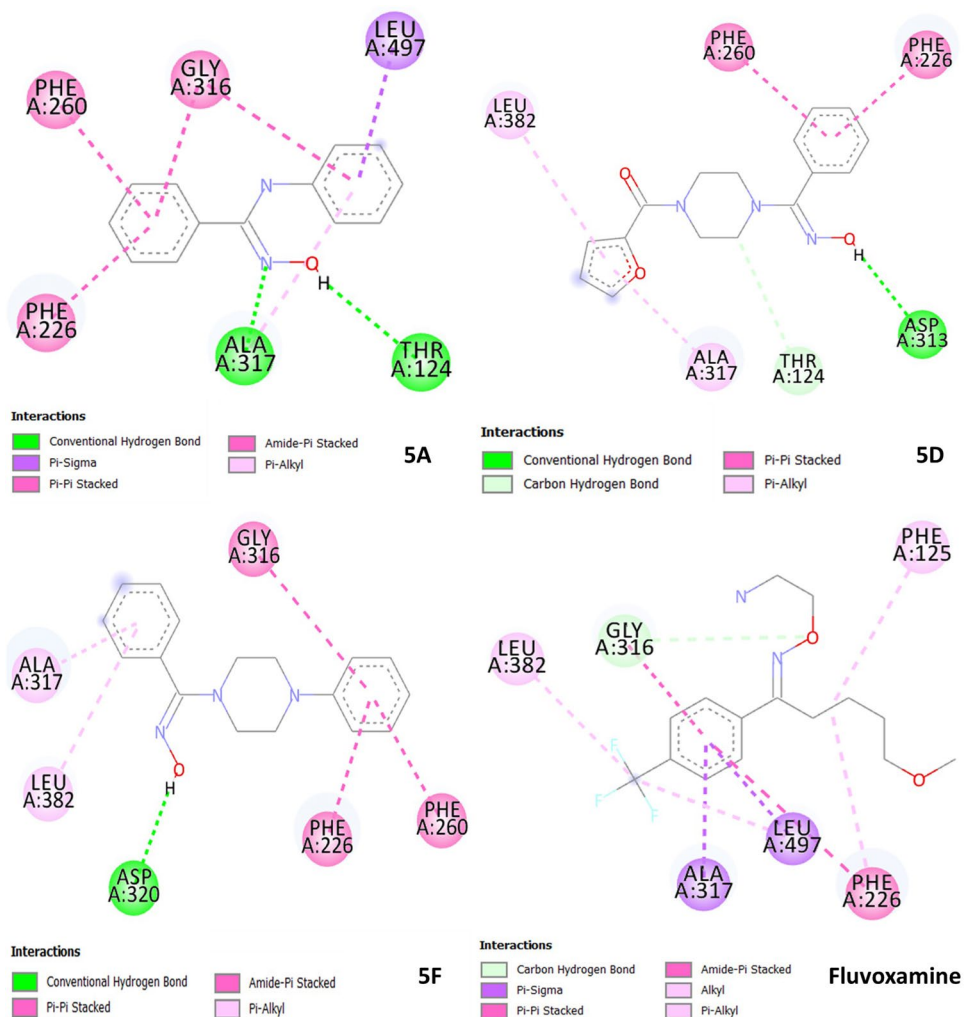 LEU
A:497
GLY
A:316
PHE
A:260
N
N
O
H
PHE
A:226
ALA
A:317
THR
A:124
Interactions
Conventional Hydrogen Bond
Pi-Sigma
Pi-Pi Stacked
Amide-Pi Stacked
Pi-Alkyl
5A
PHE
A:260
PHE
A:226
LEU
A:382
O
N
N
N
O
H
O
ASP
A:313
ALA
A:317
THR
A:124
Interactions
Conventional Hydrogen Bond
Carbon Hydrogen Bond
Pi-Pi Stacked
Pi-Alkyl
5D
GLY
A:316
ALA
A:317
N
N
N
O
H
LEU
A:382
PHE
A:226
PHE
A:260
ASP
A:320
Interactions
Conventional Hydrogen Bond
Pi-Pi Stacked
Amide-Pi Stacked
Pi-Alkyl
5F
PHE
A:125
N
O
GLY
A:316
LEU
A:382
N
F
F
F
O
LEU
A:497
ALA
A:317
PHE
A:226
Interactions
Carbon Hydrogen Bond
Pi-Sigma
Pi-Pi Stacked
Amide-Pi Stacked
Alkyl
Pi-Alkyl
Fluvoxamine